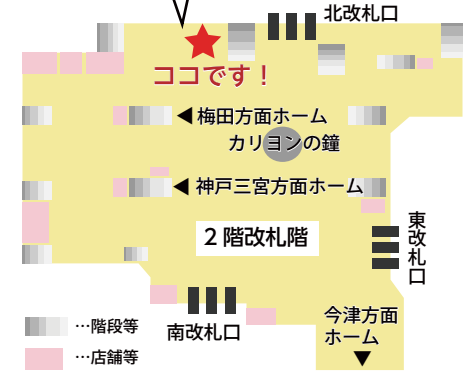 北改札口
ココです！
◀梅田方面ホーム
カリヨンの鐘
◀神戸三宮方面ホーム
2階改札階
東改札口
今津方面
ホーム
▼
南改札口
…階段等
…店舗等